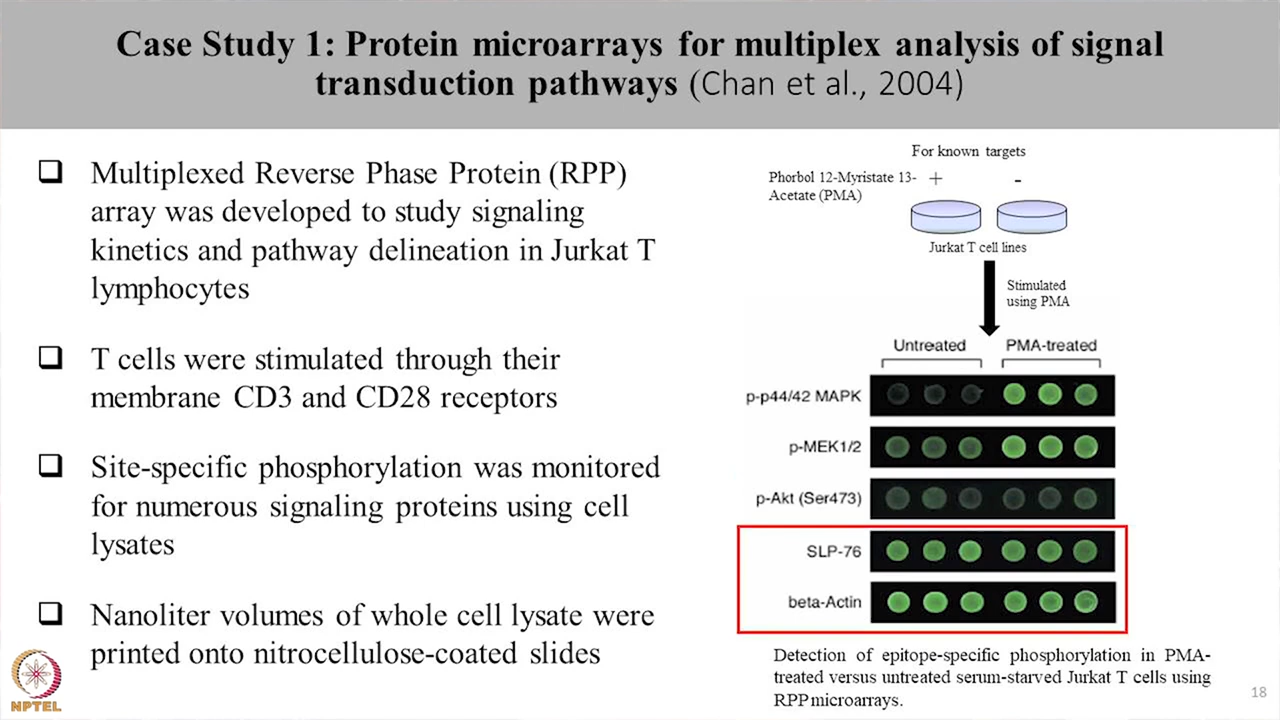 Case Study 1: Protein microarrays for multiplex analysis of signal
transduction pathways (Chan et al., 2004)
❑ Multiplexed Reverse Phase Protein (RPP)
array was developed to study signaling
kinetics and pathway delineation in Jurkat T
lymphocytes
❑ T cells were stimulated through their
membrane CD3 and CD28 receptors
❑ Site-specific phosphorylation was monitored
for numerous signaling proteins using cell
lysates
❑ Nanoliter volumes of whole cell lysate were
printed onto nitrocellulose-coated slides
For known targets
Phorbol 12-Myristate 13-
Acetate (PMA)
+ -
Jurkat T cell lines
Stimulated
using PMA
Untreated PMA-treated
p-p44/42 MAPK
p-MEK1/2
p-Akt (Ser473)
SLP-76
beta-Actin
Detection of epitope-specific phosphorylation in PMA-
treated versus untreated serum-starved Jurkat T cells using
RPP microarrays.
NPTEL
18